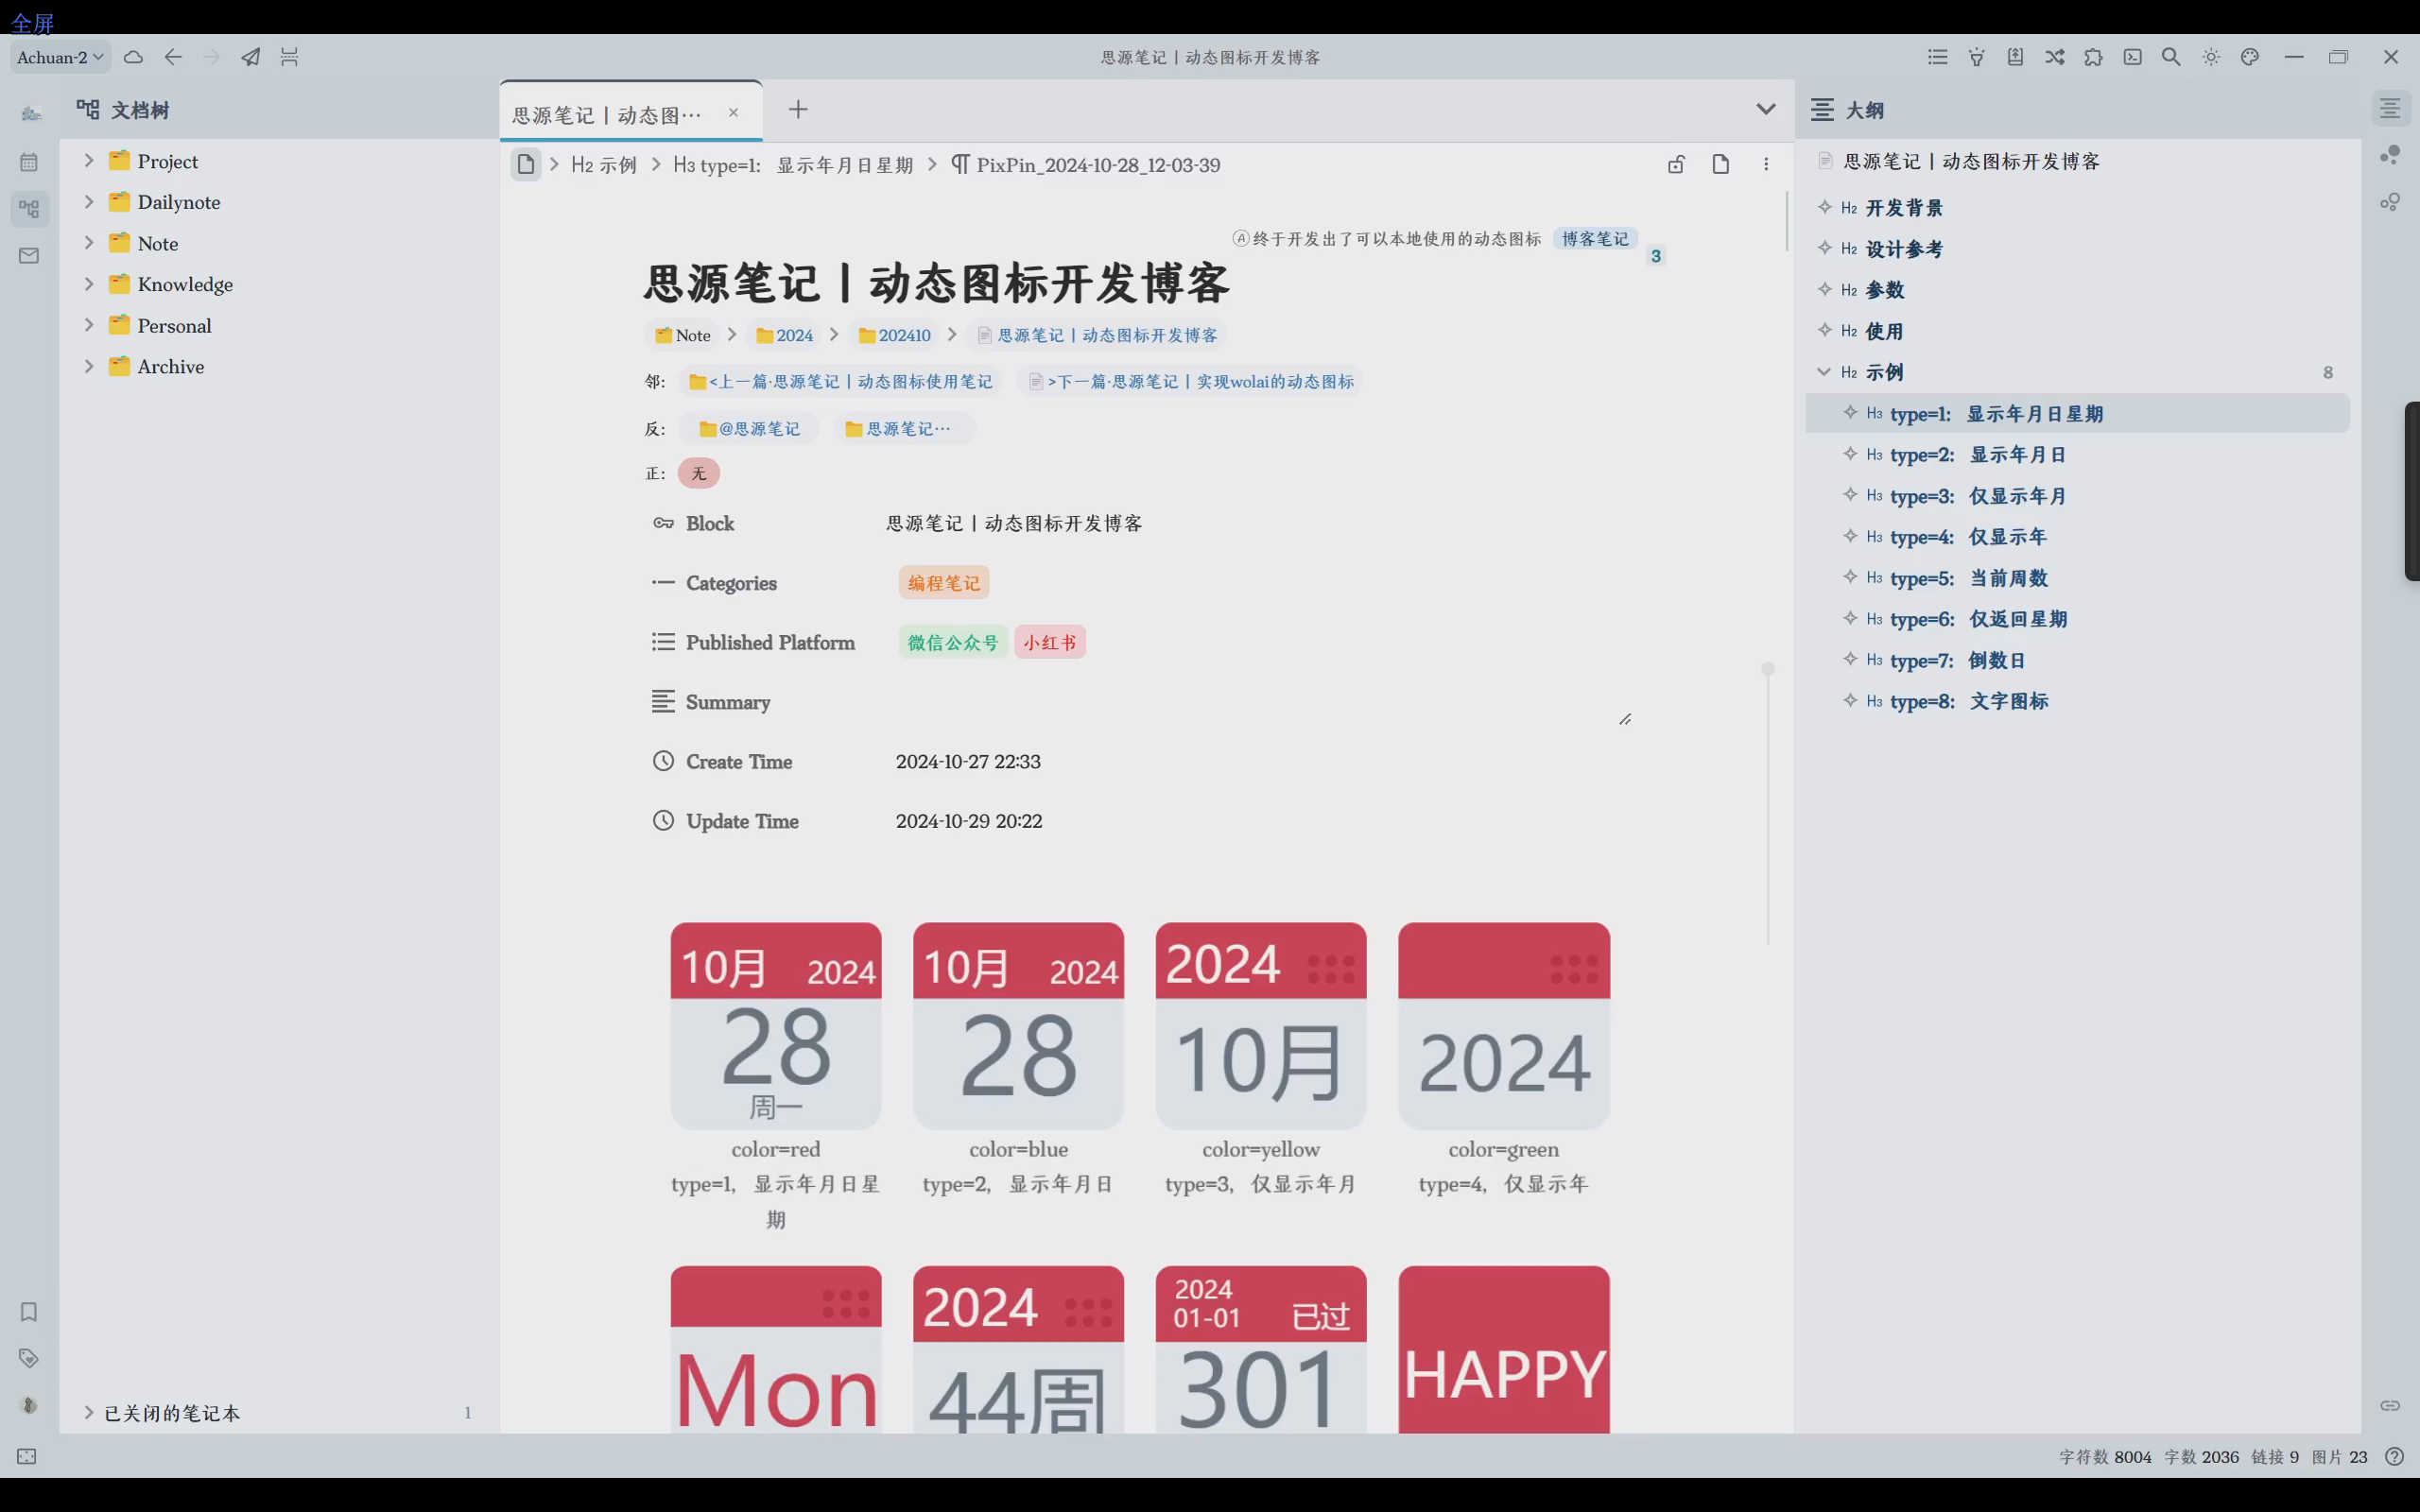 全屏
Achuan-2
思源笔记丨动态图标开发博客
文档树
Project
Dailynote
Note
Knowledge
Personal
Archive
已关闭的笔记本 1
思源笔记丨动态图…
H2 示例 > H3 type=1: 显示年月日星期 > PixPin_2024-10-28_12-03-39
Ⓐ终于开发出了可以本地使用的动态图标 博客笔记
3
思源笔记丨动态图标开发博客
Note > 2024 > 202410 > 思源笔记丨动态图标开发博客
邻: <上一篇·思源笔记丨动态图标使用笔记 >下一篇·思源笔记丨实现wolai的动态图标
反: @思源笔记 思源笔记…
正: 无
Block 思源笔记丨动态图标开发博客
Categories 编程笔记
Published Platform 微信公众号 小红书
Summary
Create Time 2024-10-27 22:33
Update Time 2024-10-29 20:22
10月 2024
28
周一
color=red
type=1, 显示年月日星
期
10月 2024
28
color=blue
type=2, 显示年月日
2024
10月
color=yellow
type=3, 仅显示年月
2024
color=green
type=4, 仅显示年
Mon
2024
44周
2024
01-01 已过
301
HAPPY
大纲
思源笔记丨动态图标开发博客
H2 开发背景
H2 设计参考
H2 参数
H2 使用
H2 示例 8
H3 type=1: 显示年月日星期
H3 type=2: 显示年月日
H3 type=3: 仅显示年月
H3 type=4: 仅显示年
H3 type=5: 当前周数
H3 type=6: 仅返回星期
H3 type=7: 倒数日
H3 type=8: 文字图标
字符数 8004 字数 2036 链接 9 图片 23